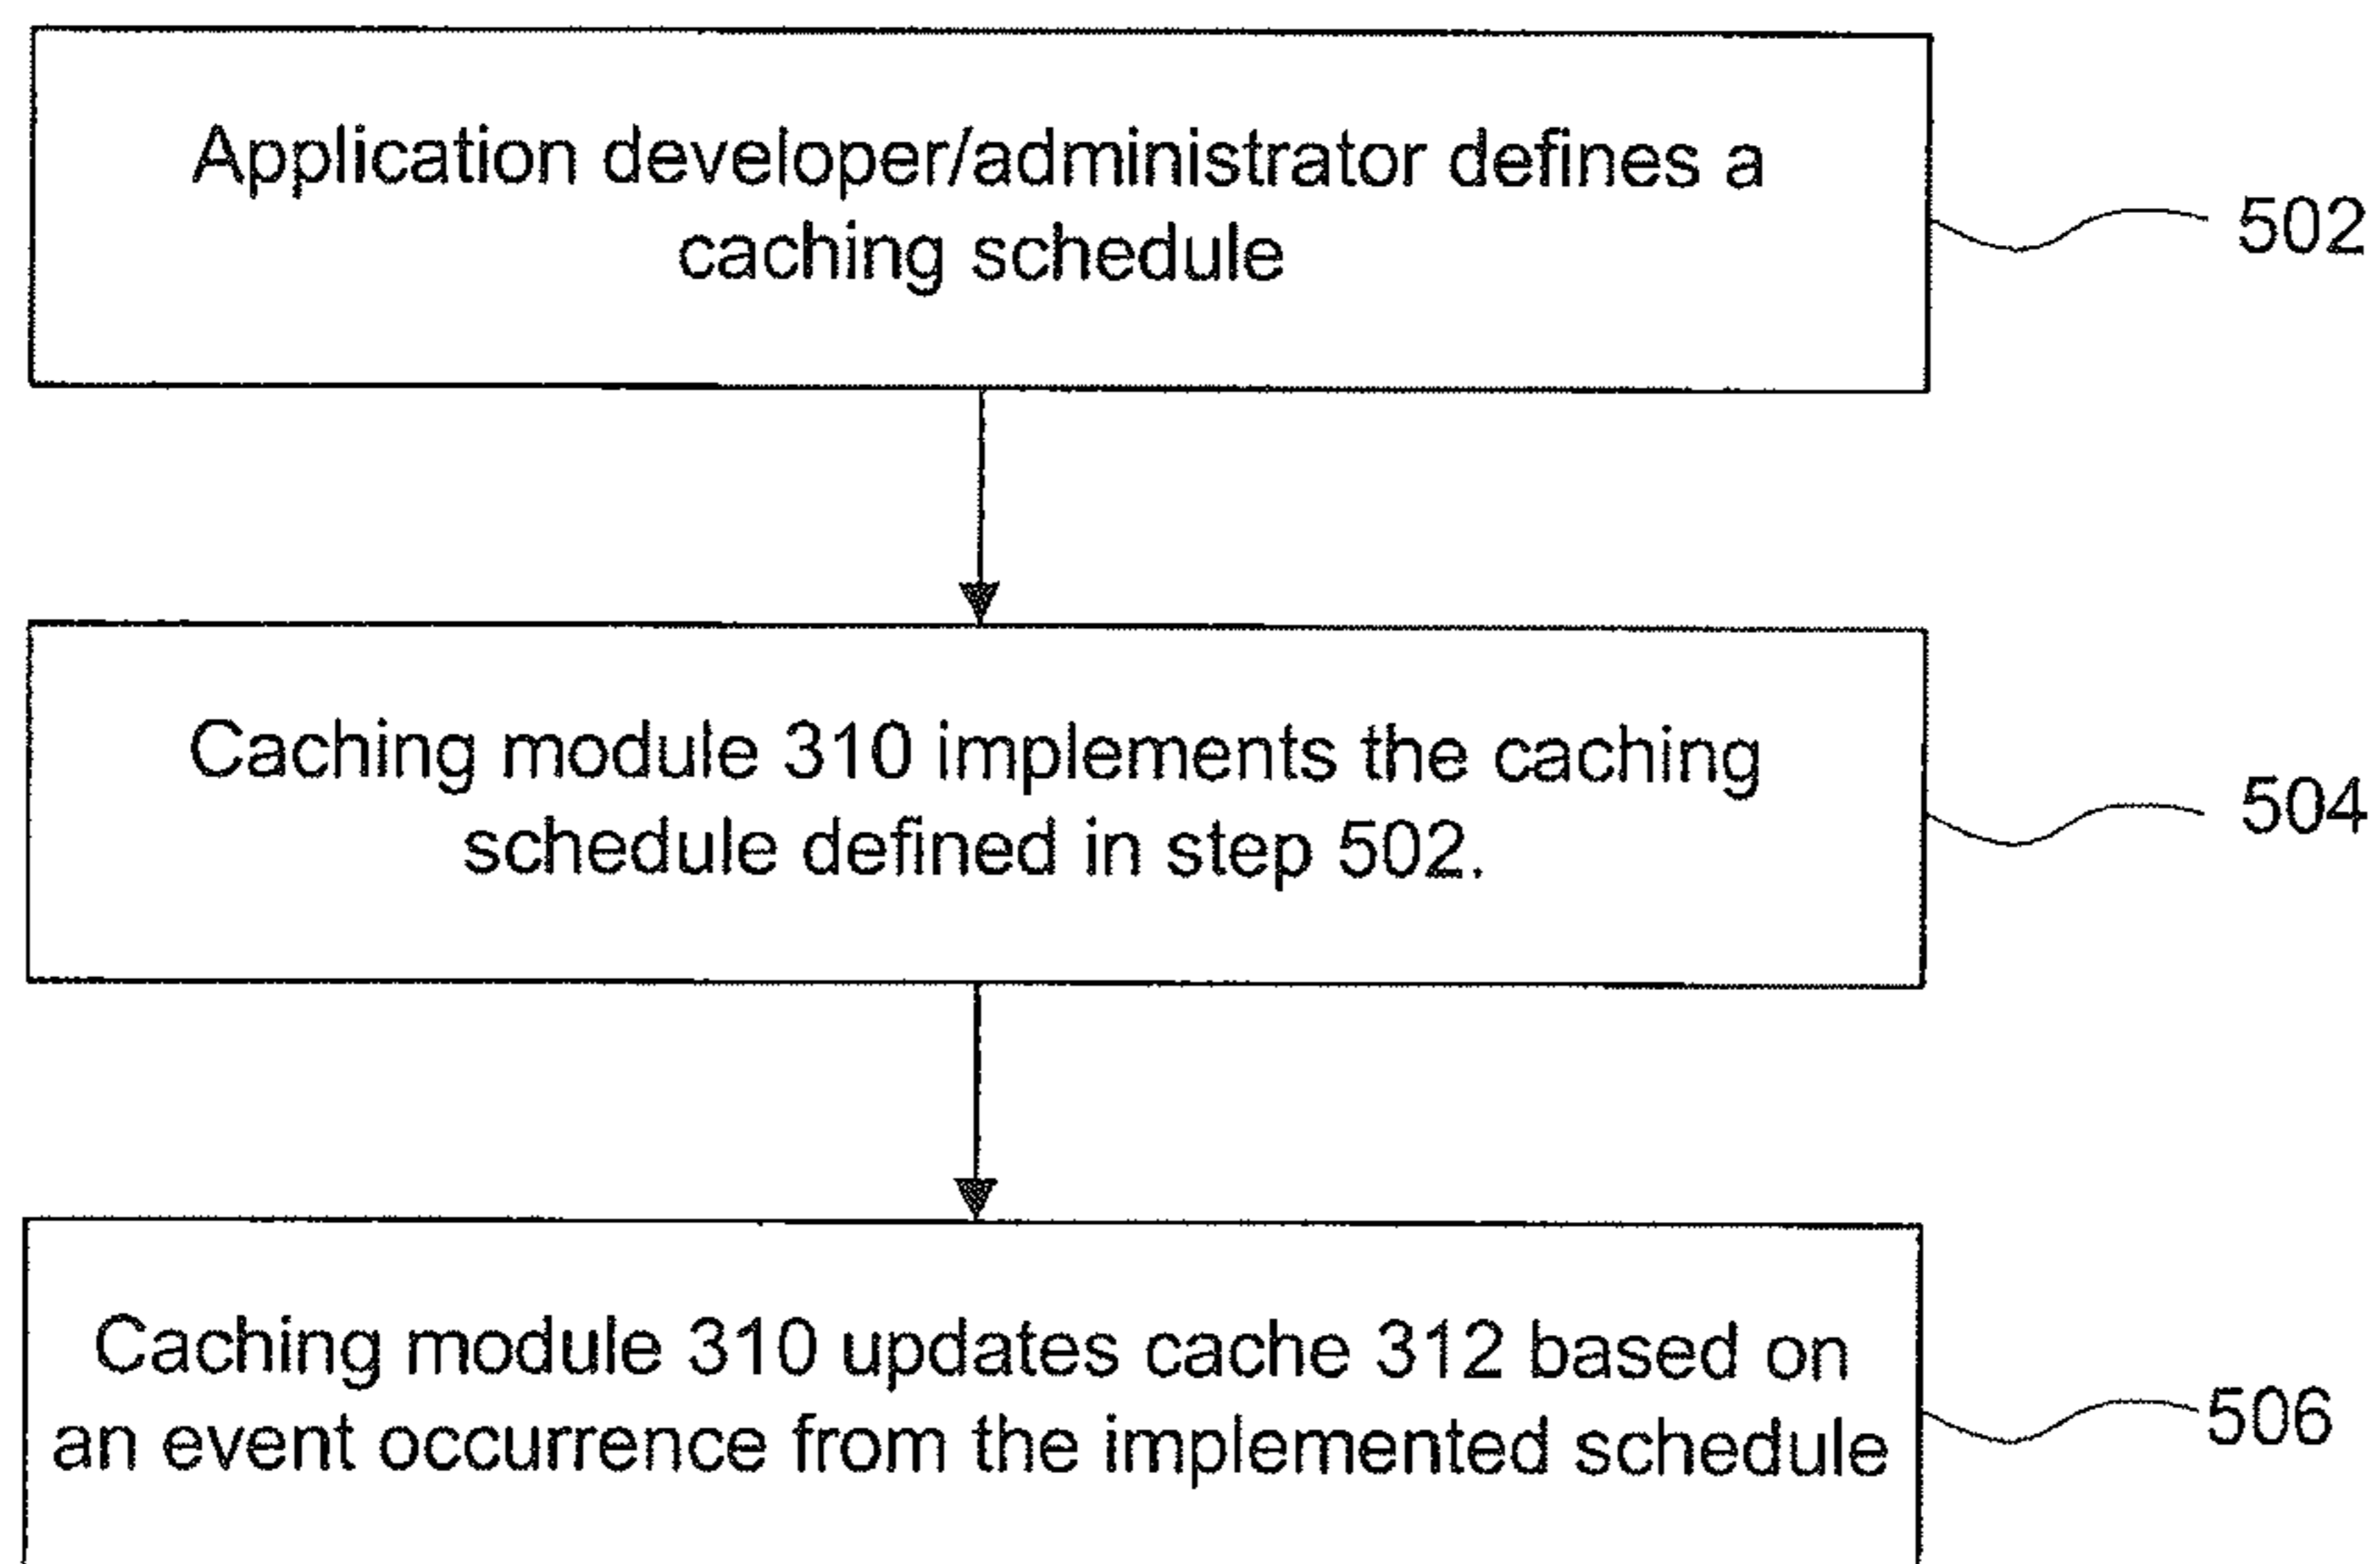 Application developer/administrator defines a
caching schedule
502
Caching module 310 implements the caching
schedule defined in step 502.
504
Caching module 310 updates cache 312 based on
an event occurrence from the implemented schedule
506